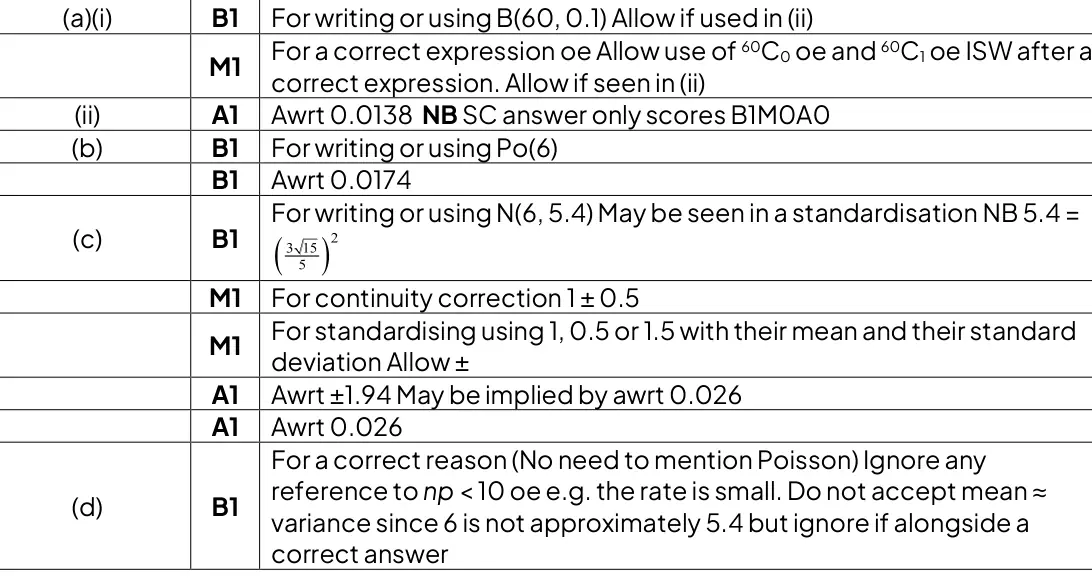 (a)(i) B1 For writing or using B(60, 0.1) Allow if used in (ii)
M1 For a correct expression oe Allow use of ⁶⁰C₀ oe and ⁶⁰C₁ oe ISW after a
correct expression. Allow if seen in (ii)
(ii) A1 Awrt 0.0138 NB SC answer only scores B1M0A0
(b) B1 For writing or using Po(6)
B1 Awrt 0.0174
(c) B1 For writing or using N(6, 5.4) May be seen in a standardisation NB 5.4 =
(3√15/5)²
M1 For continuity correction 1 ± 0.5
M1 For standardising using 1, 0.5 or 1.5 with their mean and their standard
deviation Allow ±
A1 Awrt ±1.94 May be implied by awrt 0.026
A1 Awrt 0.026
(d) B1 For a correct reason (No need to mention Poisson) Ignore any
reference to np < 10 oe e.g. the rate is small. Do not accept mean ≈
variance since 6 is not approximately 5.4 but ignore if alongside a
correct answer